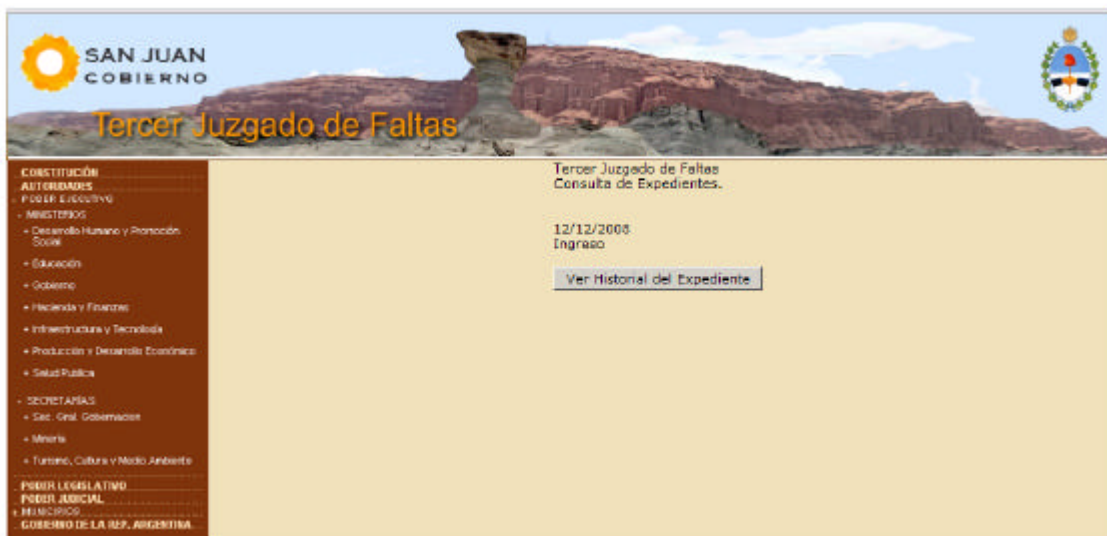 SAN JUAN
GOBIERNO
Tercer Juzgado de Faltas
CONSTITUCIÓN
AUTORIDADES
- PODER EJECUTIVO
- MINISTERIOS
+ Desarrollo Humano y Promoción
Social
+ Educación
+ Gobierno
+ Hacienda y Finanzas
+ Infraestructura y Tecnología
+ Producción y Desarrollo Económico
+ Salud Publica
- SECRETARÍAS
+ Sec. Gral. Gobernacion
+ Minería
+ Turismo, Cultura y Medio Ambiente
PODER LEGISLATIVO
PODER JUDICIAL
+ MUNICIPIOS
GOBIERNO DE LA REP. ARGENTINA
Tercer Juzgado de Faltas
Consulta de Expedientes.
12/12/2008
Ingreso
Ver Historial del Expediente